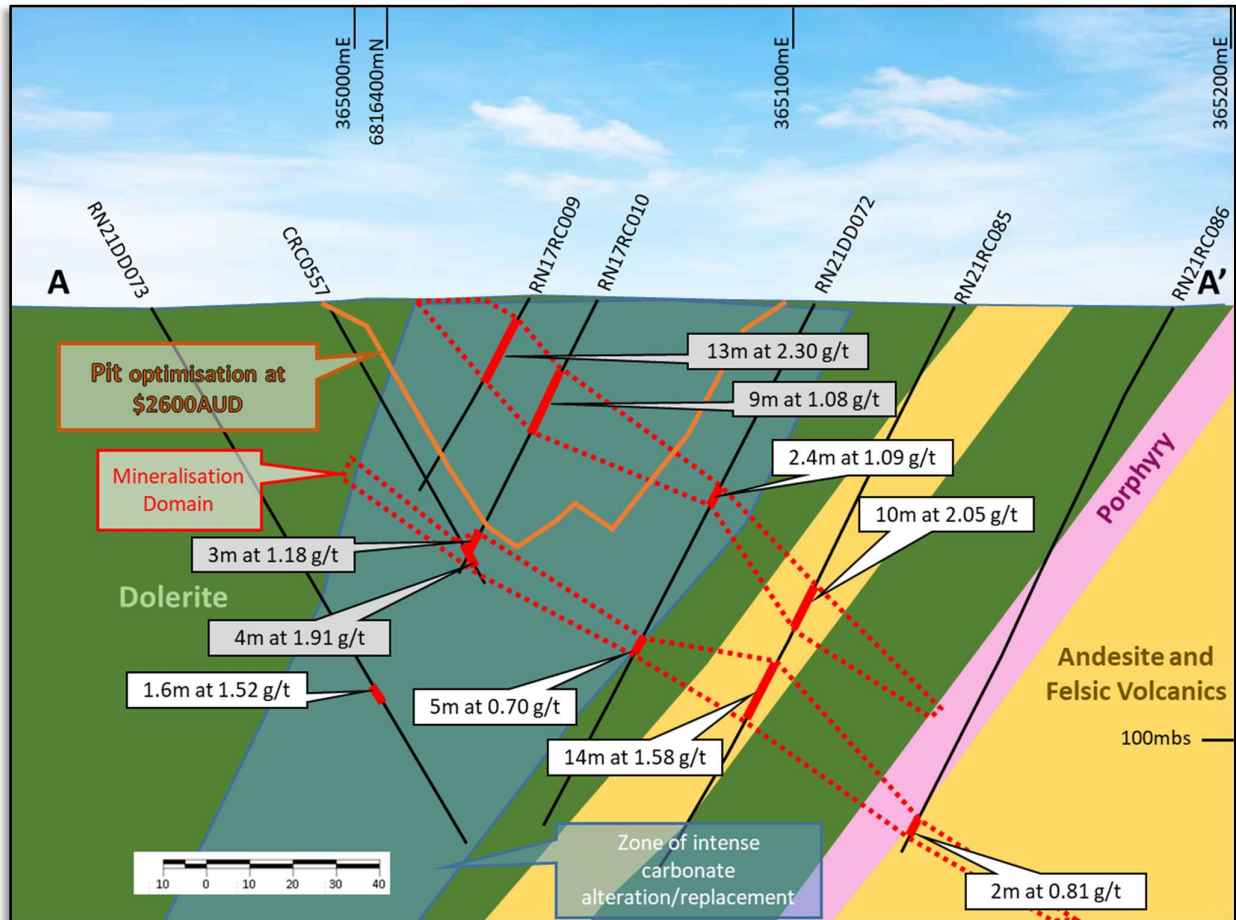 365000mE
6816400mN
365100mE
365200mE
RN21DD073
CRC0557
RN17RC009
RN17RC010
RN21DD072
RN21RC085
RN21RC086
A
A'
Pit optimisation at
$2600AUD
13m at 2.30 g/t
9m at 1.08 g/t
Mineralisation
Domain
2.4m at 1.09 g/t
10m at 2.05 g/t
Porphyry
3m at 1.18 g/t
Dolerite
4m at 1.91 g/t
1.6m at 1.52 g/t
5m at 0.70 g/t
14m at 1.58 g/t
Andesite and
Felsic Volcanics
100mbs
Zone of intense
carbonate
alteration/replacement
2m at 0.81 g/t
10 0 10 20 30 40